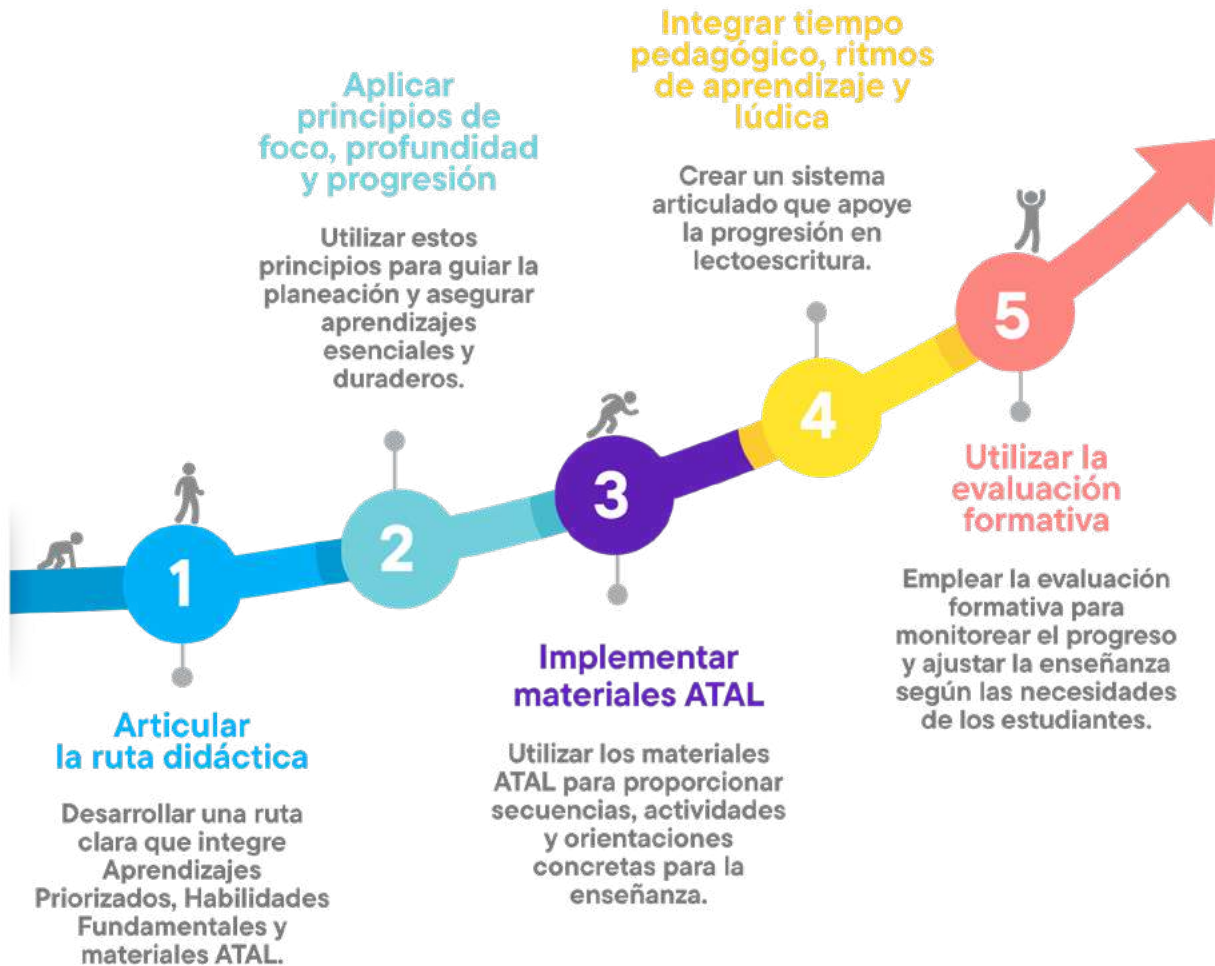 1
Articular
la ruta didáctica
Desarrollar una ruta
clara que integre
Aprendizajes
Priorizados, Habilidades
Fundamentales y
materiales ATAL.
Aplicar
principios de
foco, profundidad
y progresión
Utilizar estos
principios para guiar la
planeación y asegurar
aprendizajes
esenciales y
duraderos.
2
3
Implementar
materiales ATAL
Utilizar los materiales
ATAL para proporcionar
secuencias, actividades
y orientaciones
concretas para la
enseñanza.
Integrar tiempo
pedagógico, ritmos
de aprendizaje y
lúdica
Crear un sistema
articulado que apoye
la progresión en
lectoescritura.
4
5
Utilizar la
evaluación
formativa
Emplear la evaluación
formativa para
monitorear el progreso
y ajustar la enseñanza
según las necesidades
de los estudiantes.